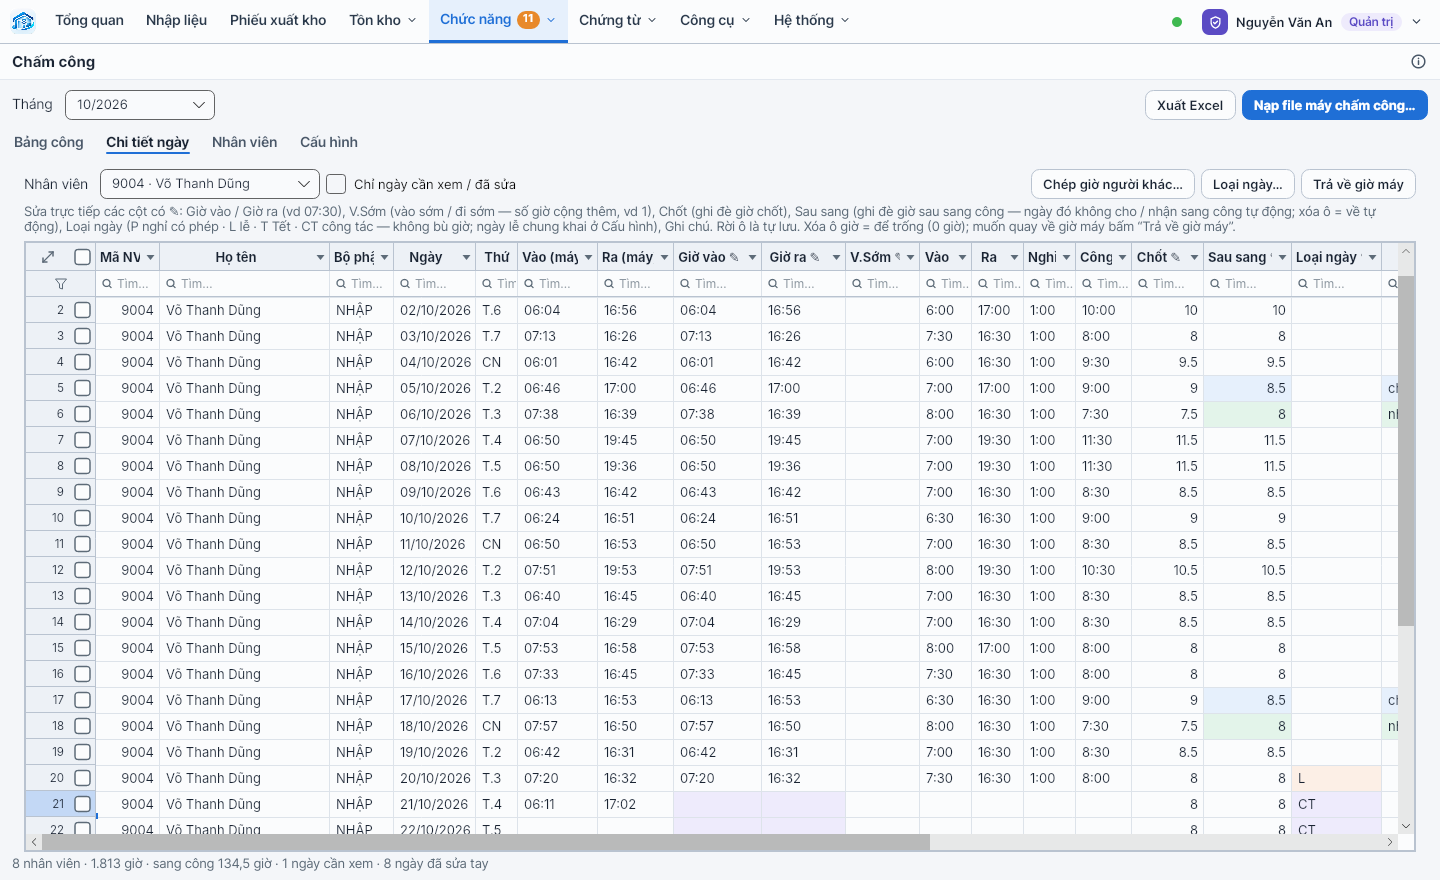 Tổng quan Nhập liệu Phiếu xuất kho Tồn kho Chức năng 11 Chứng từ Công cụ Hệ thống Nguyễn Văn An Quản trị
Chấm công
Tháng 10/2026 Xuất Excel Nạp file máy chấm công...
Bảng công Chi tiết ngày Nhân viên Cấu hình
Nhân viên 9004 · Võ Thanh Dũng Chỉ ngày cần xem / đã sửa Chép giờ người khác... Loại ngày... Trả về giờ máy
Sửa trực tiếp các cột có ✎: Giờ vào / Giờ ra (vd 07:30), V.Sớm (vào sớm / đi sớm — số giờ cộng thêm, vd 1), Chốt (ghi đè giờ chốt), Sau sang (ghi đè giờ sau sang công — ngày đó không cho / nhận sang công tự động; xóa ô = về tự
động), Loại ngày (P nghỉ có phép · L lễ · T Tết · CT công tác — không bù giờ; ngày lễ chung khai ở Cấu hình), Ghi chú. Rời ô là tự lưu. Xóa ô giờ = để trống (0 giờ); muốn quay về giờ máy bấm “Trả về giờ máy”.
Mã NV Họ tên Bộ phậ Ngày Thứ Vào (máy Ra (máy Giờ vào ✎ Giờ ra ✎ V.Sớm ✎ Vào Ra Nghỉ Công Chốt ✎ Sau sang Loại ngày
Tìm... Tìm... Tìm... Tìm... Tìm Tìm... Tìm... Tìm... Tìm... Tìm... Tìm... Tìm... Tìm... Tìm... Tìm... Tìm... Tìm...
2 9004 Võ Thanh Dũng NHẬP 02/10/2026 T.6 06:04 16:56 06:04 16:56 6:00 17:00 1:00 10:00 10 10
3 9004 Võ Thanh Dũng NHẬP 03/10/2026 T.7 07:13 16:26 07:13 16:26 7:30 16:30 1:00 8:00 8 8
4 9004 Võ Thanh Dũng NHẬP 04/10/2026 CN 06:01 16:42 06:01 16:42 6:00 16:30 1:00 9:30 9.5 9.5
5 9004 Võ Thanh Dũng NHẬP 05/10/2026 T.2 06:46 17:00 06:46 17:00 7:00 17:00 1:00 9:00 9 8.5
6 9004 Võ Thanh Dũng NHẬP 06/10/2026 T.3 07:38 16:39 07:38 16:39 8:00 16:30 1:00 7:30 7.5 8
7 9004 Võ Thanh Dũng NHẬP 07/10/2026 T.4 06:50 19:45 06:50 19:45 7:00 19:30 1:00 11:30 11.5 11.5
8 9004 Võ Thanh Dũng NHẬP 08/10/2026 T.5 06:50 19:36 06:50 19:36 7:00 19:30 1:00 11:30 11.5 11.5
9 9004 Võ Thanh Dũng NHẬP 09/10/2026 T.6 06:43 16:42 06:43 16:42 7:00 16:30 1:00 8:30 8.5 8.5
10 9004 Võ Thanh Dũng NHẬP 10/10/2026 T.7 06:24 16:51 06:24 16:51 6:30 16:30 1:00 9:00 9 9
11 9004 Võ Thanh Dũng NHẬP 11/10/2026 CN 06:50 16:53 06:50 16:53 7:00 16:30 1:00 8:30 8.5 8.5
12 9004 Võ Thanh Dũng NHẬP 12/10/2026 T.2 07:51 19:53 07:51 19:53 8:00 19:30 1:00 10:30 10.5 10.5
13 9004 Võ Thanh Dũng NHẬP 13/10/2026 T.3 06:40 16:45 06:40 16:45 7:00 16:30 1:00 8:30 8.5 8.5
14 9004 Võ Thanh Dũng NHẬP 14/10/2026 T.4 07:04 16:29 07:04 16:29 7:00 16:30 1:00 8:30 8.5 8.5
15 9004 Võ Thanh Dũng NHẬP 15/10/2026 T.5 07:53 16:58 07:53 16:58 8:00 17:00 1:00 8:00 8 8
16 9004 Võ Thanh Dũng NHẬP 16/10/2026 T.6 07:33 16:45 07:33 16:45 7:30 16:30 1:00 8:00 8 8
17 9004 Võ Thanh Dũng NHẬP 17/10/2026 T.7 06:13 16:53 06:13 16:53 6:30 16:30 1:00 9:00 9 8.5
18 9004 Võ Thanh Dũng NHẬP 18/10/2026 CN 07:57 16:50 07:57 16:50 8:00 16:30 1:00 7:30 7.5 8
19 9004 Võ Thanh Dũng NHẬP 19/10/2026 T.2 06:42 16:31 06:42 16:31 7:00 16:30 1:00 8:30 8.5 8.5
20 9004 Võ Thanh Dũng NHẬP 20/10/2026 T.3 07:20 16:32 07:20 16:32 7:30 16:30 1:00 8:00 8 8 L
21 9004 Võ Thanh Dũng NHẬP 21/10/2026 T.4 06:11 17:02 8 8 CT
22 9004 Võ Thanh Dũng NHẬP 22/10/2026 T.5 8 8 CT
8 nhân viên · 1.813 giờ · sang công 134,5 giờ · 1 ngày cần xem · 8 ngày đã sửa tay